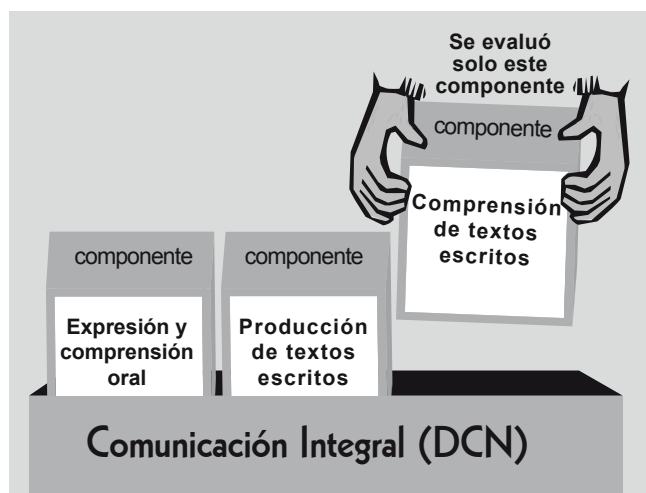 Se evaluó
solo este
componente
componente
Comprensión
de textos
escritos
componente
Expresión y
comprensión
oral
componente
Producción
de textos
escritos
Comunicación Integral (DCN)